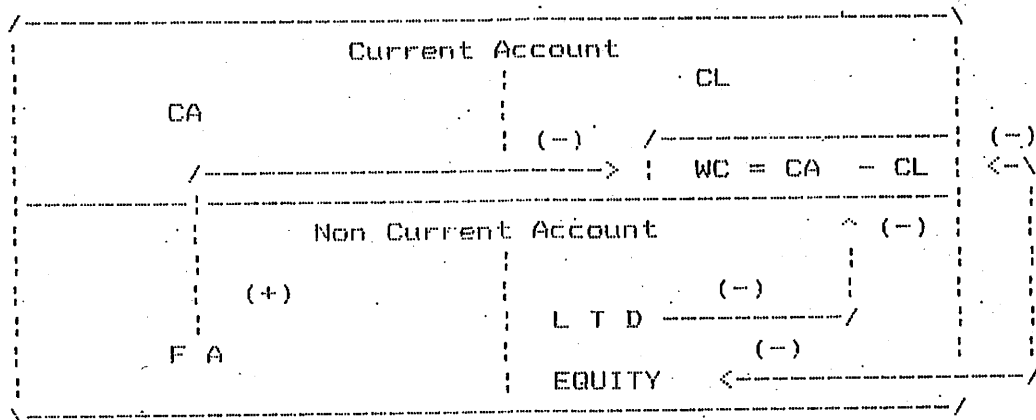 Current Account
CL
CA
(-) (-)
WC = CA - CL
Non Current Account (-)
(+) (-)
L T D
F A (-)
EQUITY